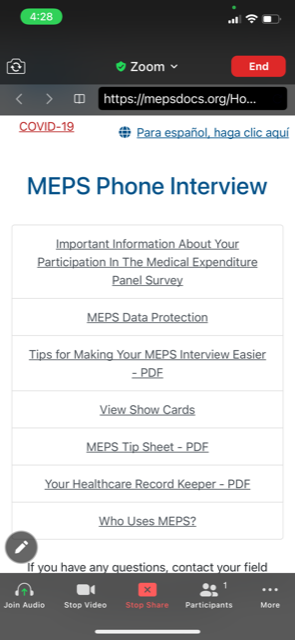 4:28
Zoom
End
https://mepsdocs.org/Ho...
COVID-19
Para español, haga clic aquí
MEPS Phone Interview
Important Information About Your
Participation In The Medical Expenditure
Panel Survey
MEPS Data Protection
Tips for Making Your MEPS Interview Easier
- PDF
View Show Cards
MEPS Tip Sheet - PDF
Your Healthcare Record Keeper - PDF
Who Uses MEPS?
If you have any questions, contact your field
Join Audio
Stop Video
Stop Share
Participants
1
More